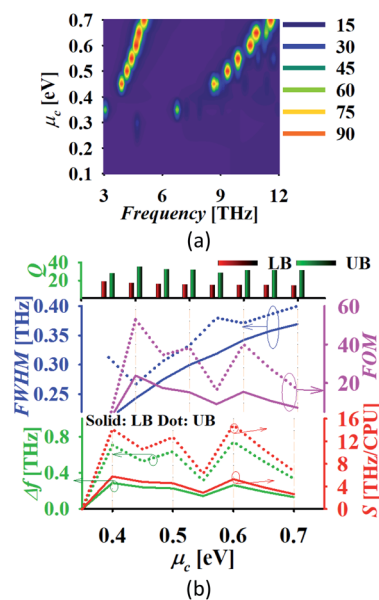 (a)
0.7
0.6
0.5
0.4
0.3
0.2
0.1
μc [eV]
3 6 9 12
Frequency [THz]
15
30
45
60
75
90
(a)
40
20
0
Q
LB UB
0.40
0.35
0.30
0.25
FWHM [THz]
60
40
20
0
FOM
Solid: LB Dot: UB
0.8
0.4
0.0
Δf [THz]
15
12
8
4
0
S [THz/CPU]
0.4 0.5 0.6 0.7
μc [eV]
(b)